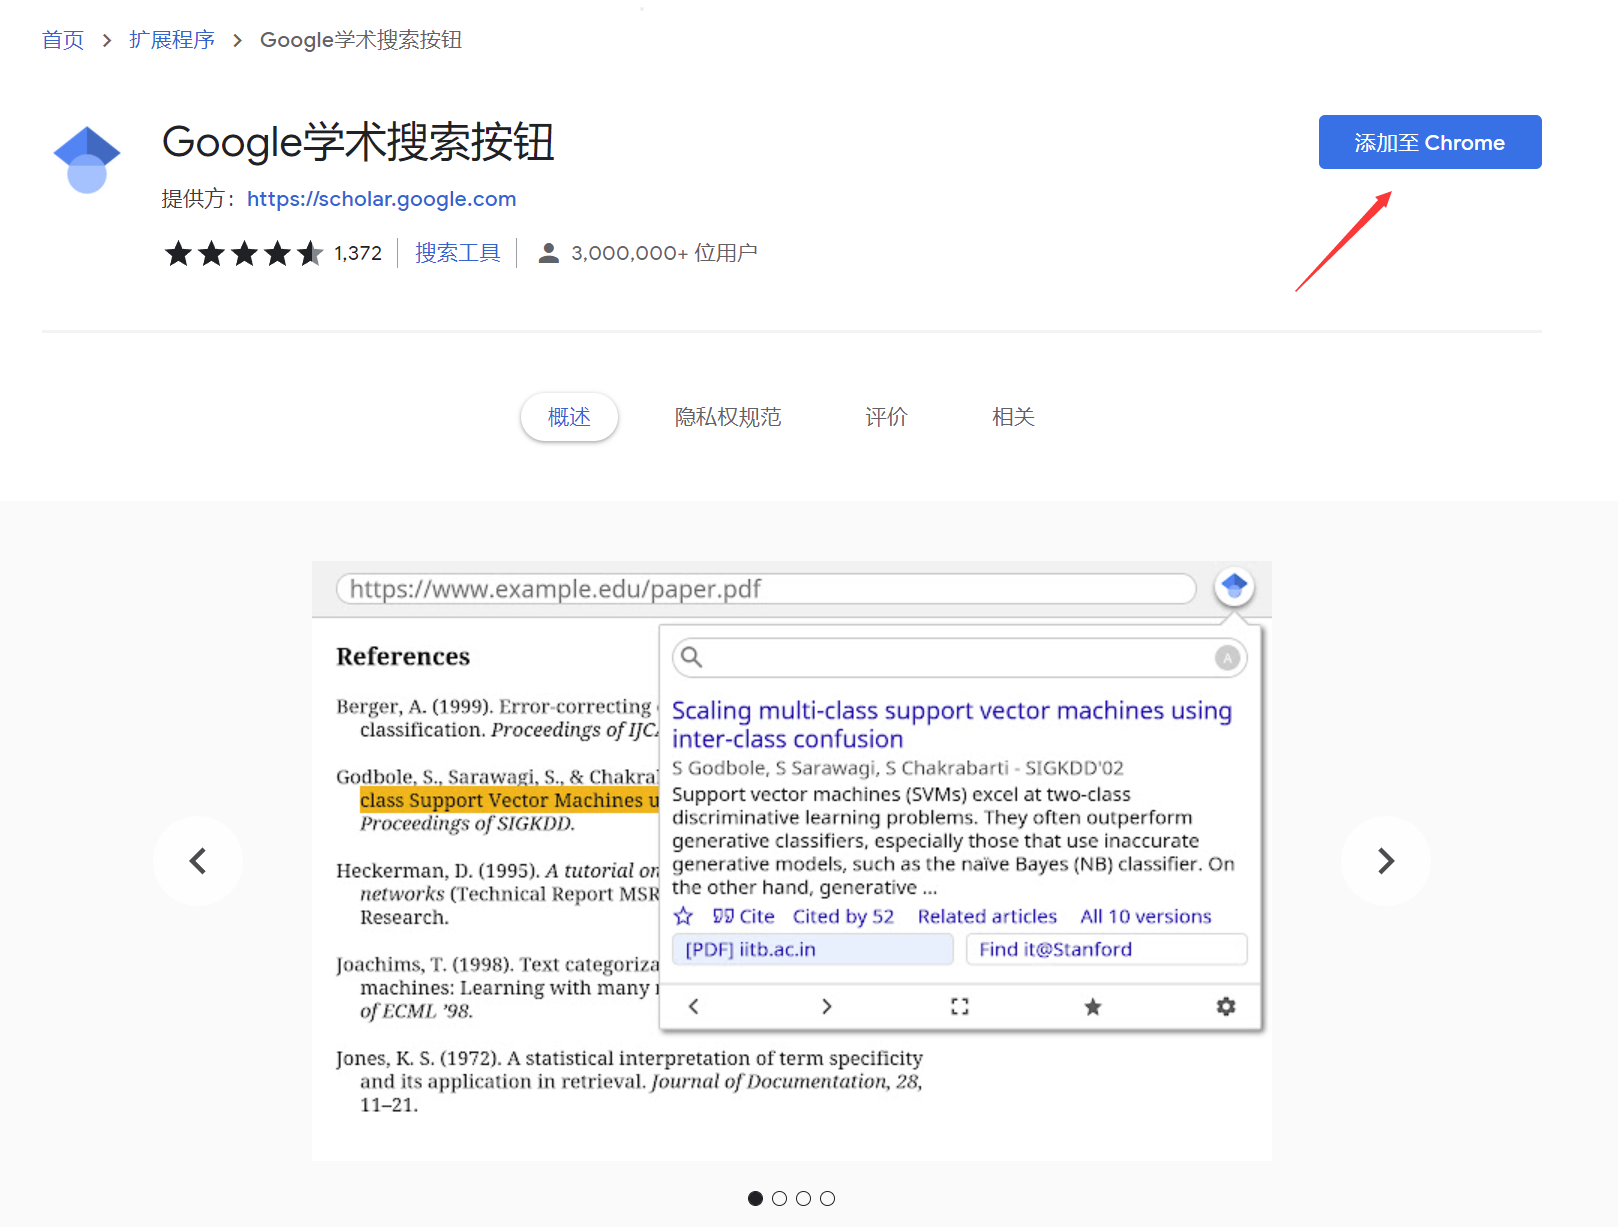 首页 › 扩展程序 › Google学术搜索按钮
Google学术搜索按钮
添加至 Chrome
提供方：https://scholar.google.com
1,372 搜索工具 3,000,000+ 位用户
概述 隐私权规范 评价 相关
https://www.example.edu/paper.pdf
References
Berger, A. (1999). Error-correcting
classification. Proceedings of IJCA
Godbole, S., Sarawagi, S., & Chakra
class Support Vector Machines u
Proceedings of SIGKDD.
Heckerman, D. (1995). A tutorial on
networks (Technical Report MSR
Research.
Joachims, T. (1998). Text categoriza
machines: Learning with many
of ECML ’98.
Jones, K. S. (1972). A statistical interpretation of term specificity
and its application in retrieval. Journal of Documentation, 28,
11–21.
A
Scaling multi-class support vector machines using
inter-class confusion
S Godbole, S Sarawagi, S Chakrabarti - SIGKDD'02
Support vector machines (SVMs) excel at two-class
discriminative learning problems. They often outperform
generative classifiers, especially those that use inaccurate
generative models, such as the naïve Bayes (NB) classifier. On
the other hand, generative ...
Cite Cited by 52 Related articles All 10 versions
[PDF] iitb.ac.in Find it@Stanford